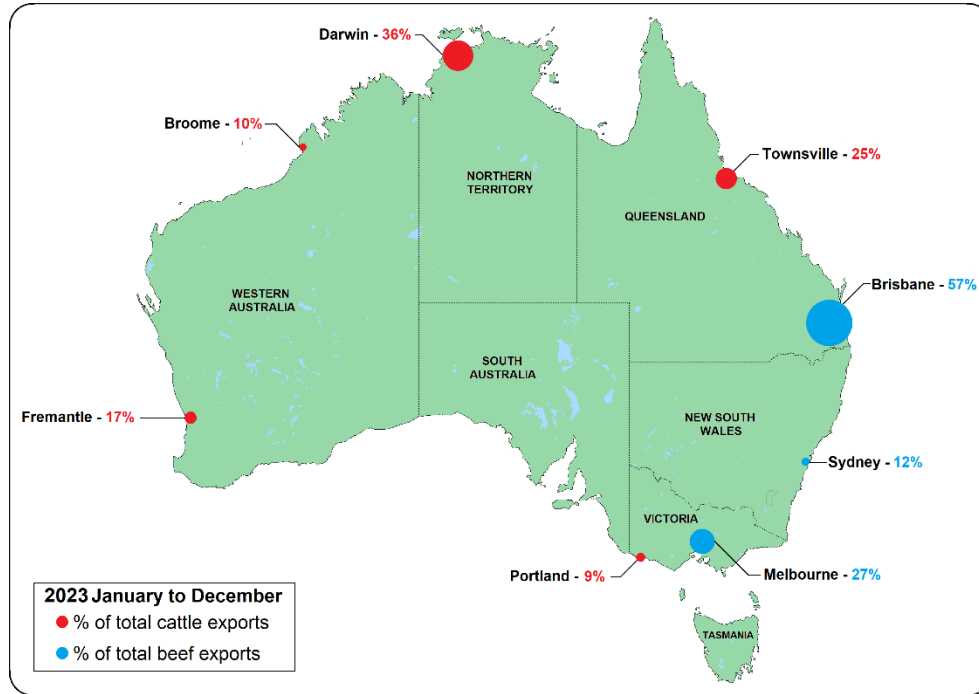 Darwin - 36%
Broome - 10%
Townsville - 25%
NORTHERN
TERRITORY
QUEENSLAND
Brisbane - 57%
WESTERN
AUSTRALIA
SOUTH
AUSTRALIA
Fremantle - 17%
NEW SOUTH
WALES
Sydney - 12%
VICTORIA
Portland - 9%
Melbourne - 27%
TASMANIA
2023 January to December
% of total cattle exports
% of total beef exports